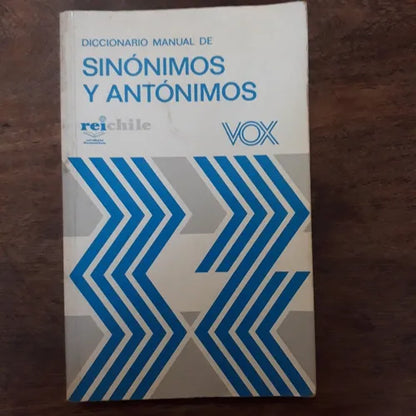 DICCIONARIO MANUAL DE
SINÓNIMOS
Y ANTÓNIMOS
reichile
VOX